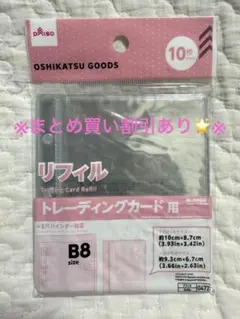 DAISO
OSHIKATSU GOODS
10枚
※まとめ買い割引あり🌟※
リフィル
Trading Card Refill
トレーディングカード 用
B8
size
約10cm×8.7cm
(3.93in×3.42in)
約9.3cm×6.7cm
(3.66in×2.63in)